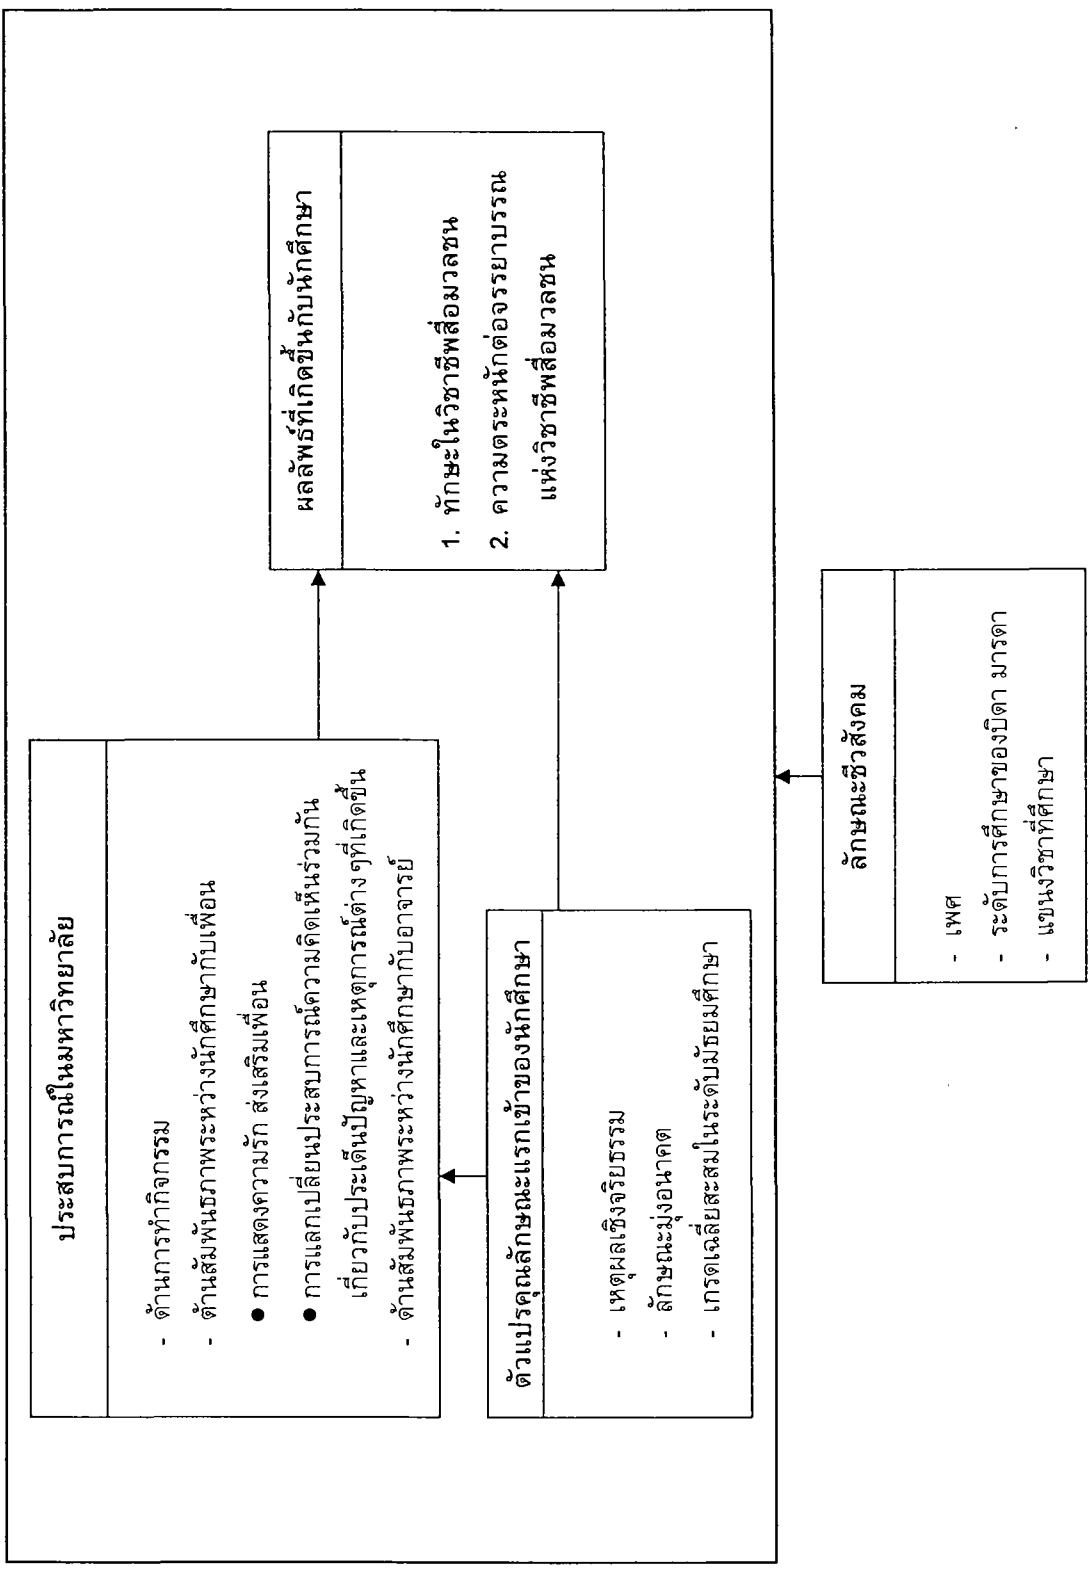 ประสบการณ์ในมหาวิทยาลัย
- ด้านการทำกิจกรรม
- ด้านสัมพันธภาพระหว่างนักศึกษากับเพื่อน
● การแสดงความรัก ส่งเสริมเพื่อน
● การแลกเปลี่ยนประสบการณ์ความคิดเห็นร่วมกัน
เกี่ยวกับประเด็นปัญหาและเหตุการณ์ต่าง ๆที่เกิดขึ้น
- ด้านสัมพันธภาพระหว่างนักศึกษากับอาจารย์
ผลลัพธ์ที่เกิดขึ้นกับนักศึกษา
1. ทักษะในวิชาชีพสื่อมวลชน
2. ความตระหนักต่อจรรยาบรรณ
แห่งวิชาชีพสื่อมวลชน
ตัวแปรคุณลักษณะแรกเข้าของนักศึกษา
- เหตุผลเชิงจริยธรรม
- ลักษณะมุ่งอนาคต
- เกรดเฉลี่ยสะสมในระดับมัธยมศึกษา
ลักษณะชีวสังคม
- เพศ
- ระดับการศึกษาของบิดา มารดา
- แขนงวิชาที่ศึกษา